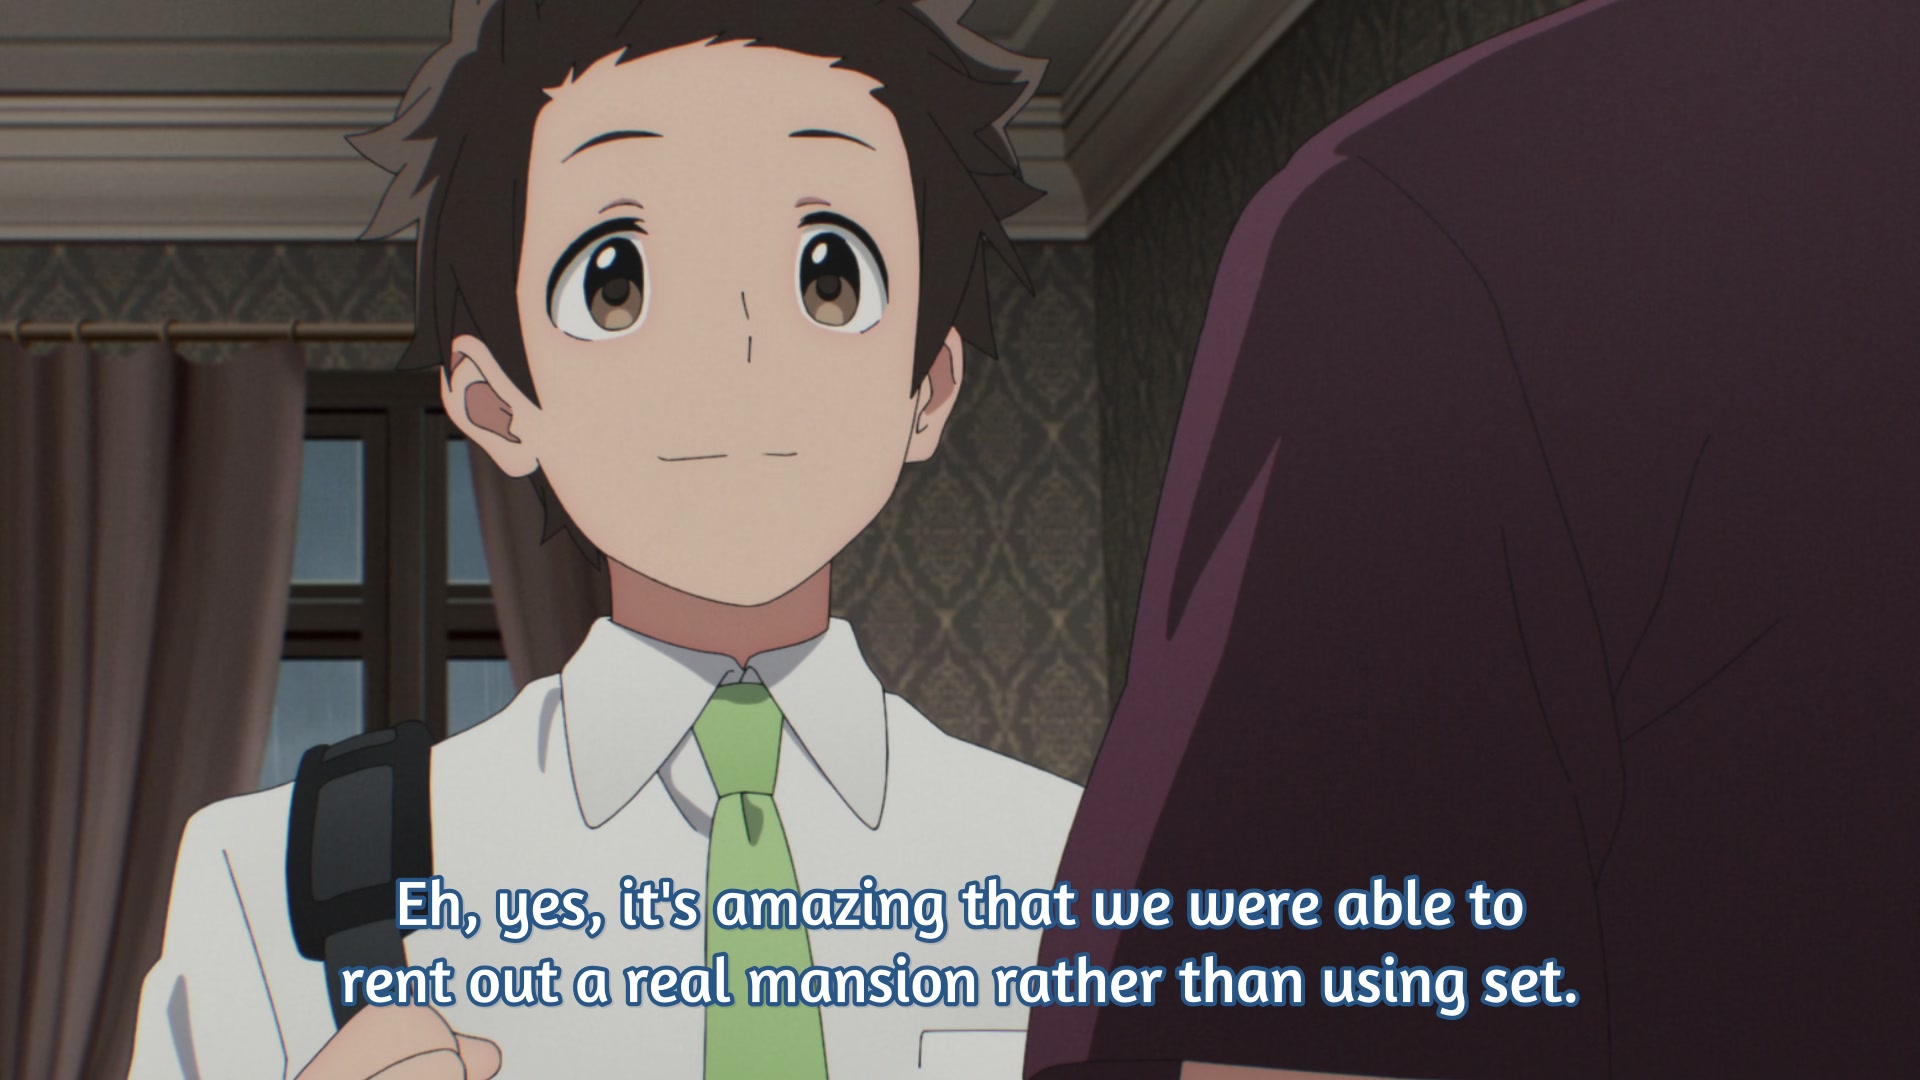 Eh, yes, it's amazing that we were able to
rent out a real mansion rather than using set.